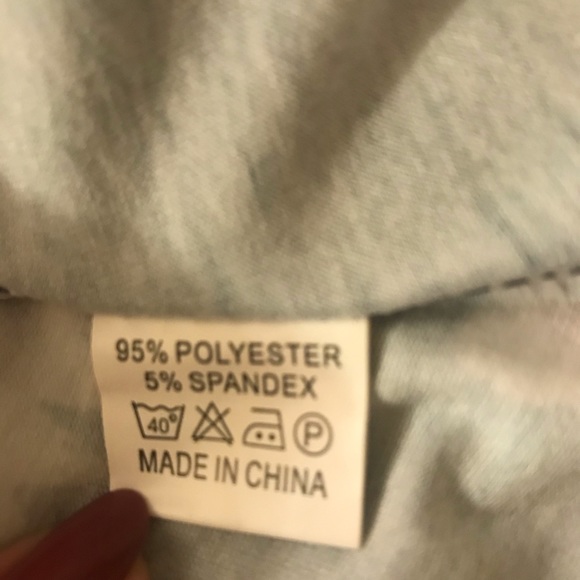 95% POLYESTER
5% SPANDEX
40° P
MADE IN CHINA